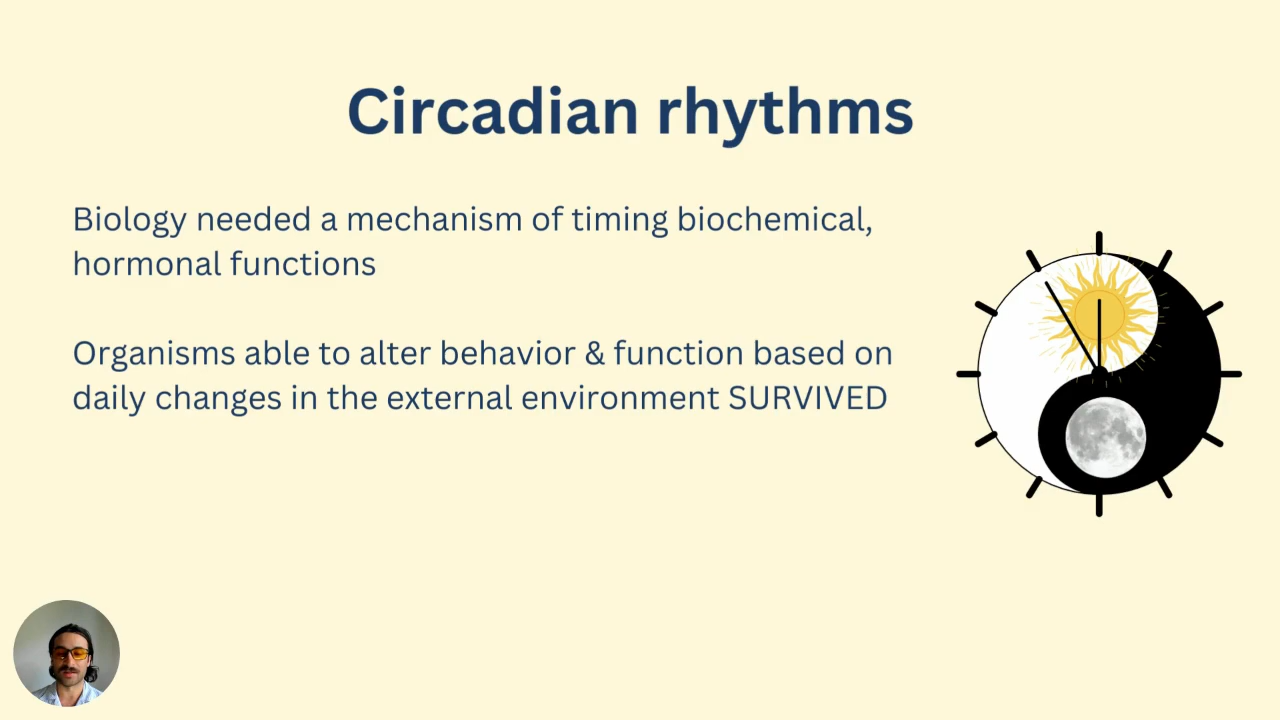 Circadian rhythms
Biology needed a mechanism of timing biochemical,
hormonal functions
Organisms able to alter behavior & function based on
daily changes in the external environment SURVIVED